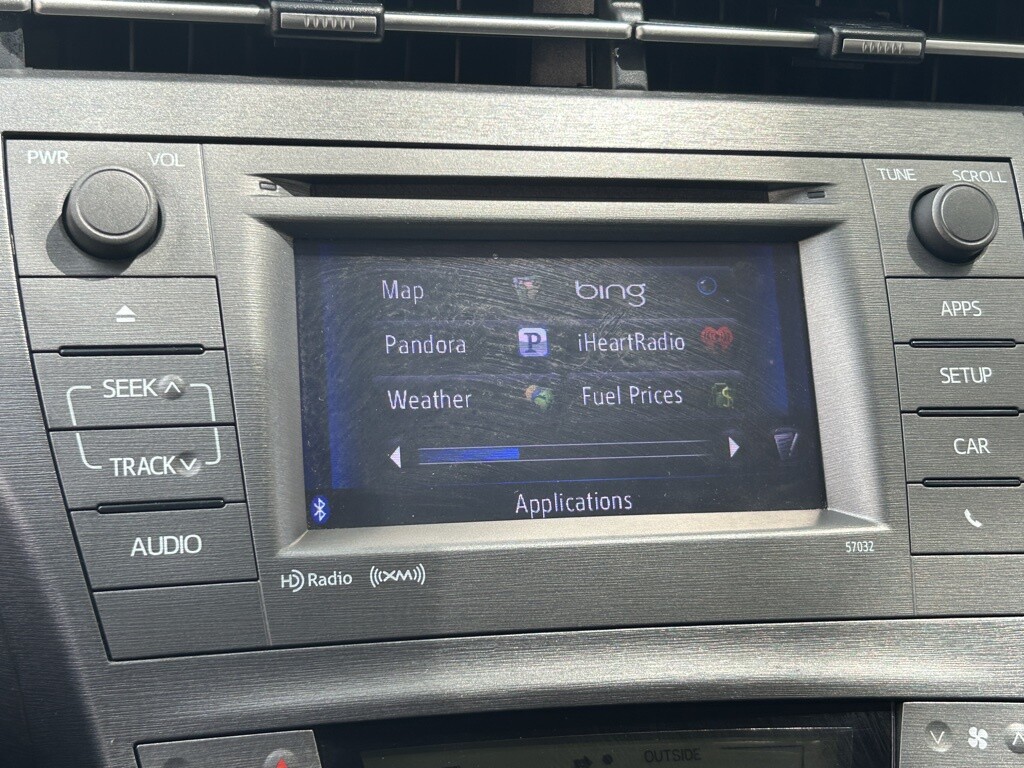 PWR VOL
TUNE SCROLL
Map bing
APPS
Pandora P iHeartRadio
SEEK
SETUP
Weather Fuel Prices $
TRACK
CAR
Applications
AUDIO
57032
HD Radio ((XM))
OUTSIDE